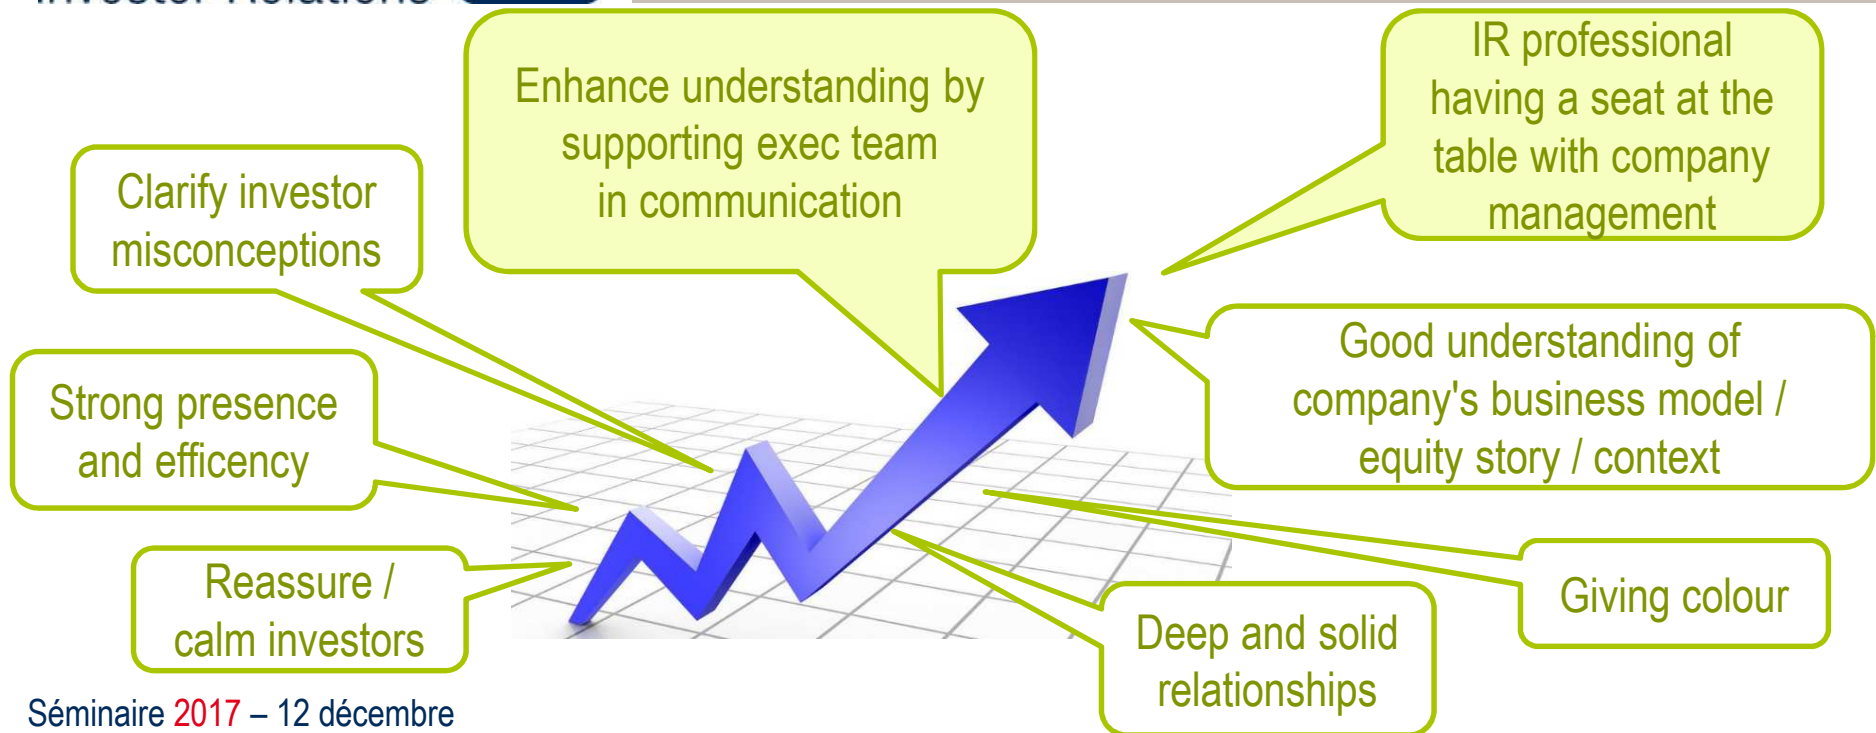 Investor Relations
Enhance understanding by
supporting exec team
in communication
IR professional
having a seat at the
table with company
management
Clarify investor
misconceptions
Good understanding of
company's business model /
equity story / context
Strong presence
and efficency
Reassure /
calm investors
Giving colour
Deep and solid
relationships
Séminaire 2017 – 12 décembre